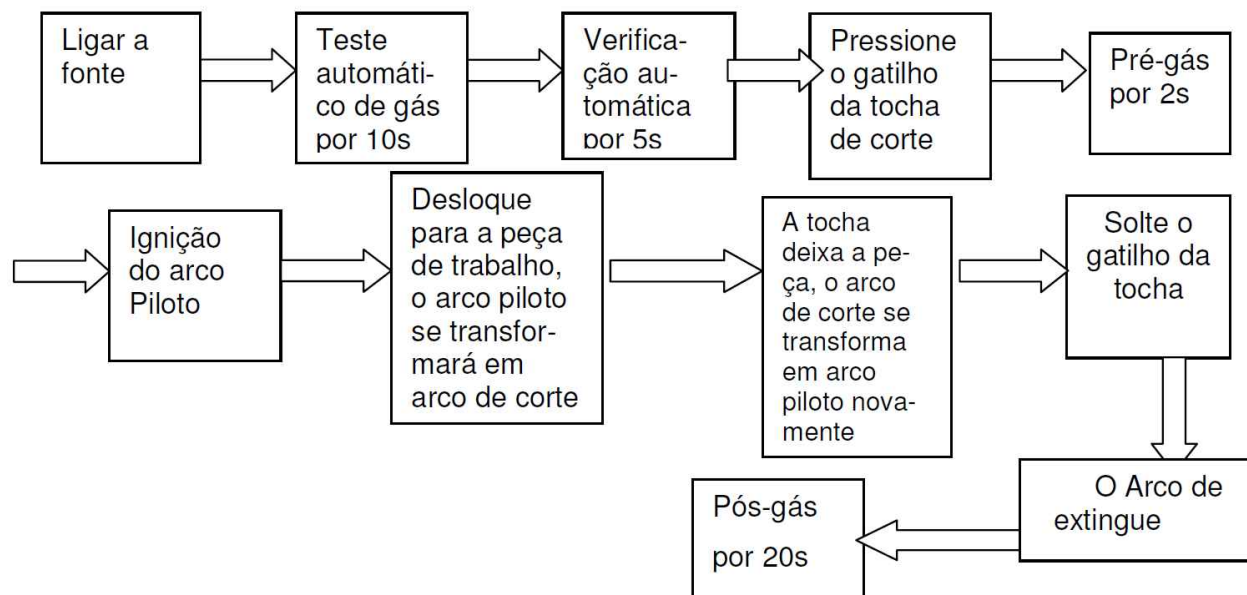 Ligar a
fonte
Teste
automáti-
co de gás
por 10s
Verifica-
ção au-
tomática
por 5s
Pressione
o gatilho
da tocha
de corte
Pré-gás
por 2s
Ignição
do arco
Piloto
Desloque
para a peça
de trabalho,
o arco piloto
se transfor-
mará em
arco de corte
A tocha
deixa a pe-
ça, o arco
de corte se
transforma
em arco
piloto nova-
mente
Solte o
gatilho da
tocha
O Arco de
extingue
Pós-gás
por 20s